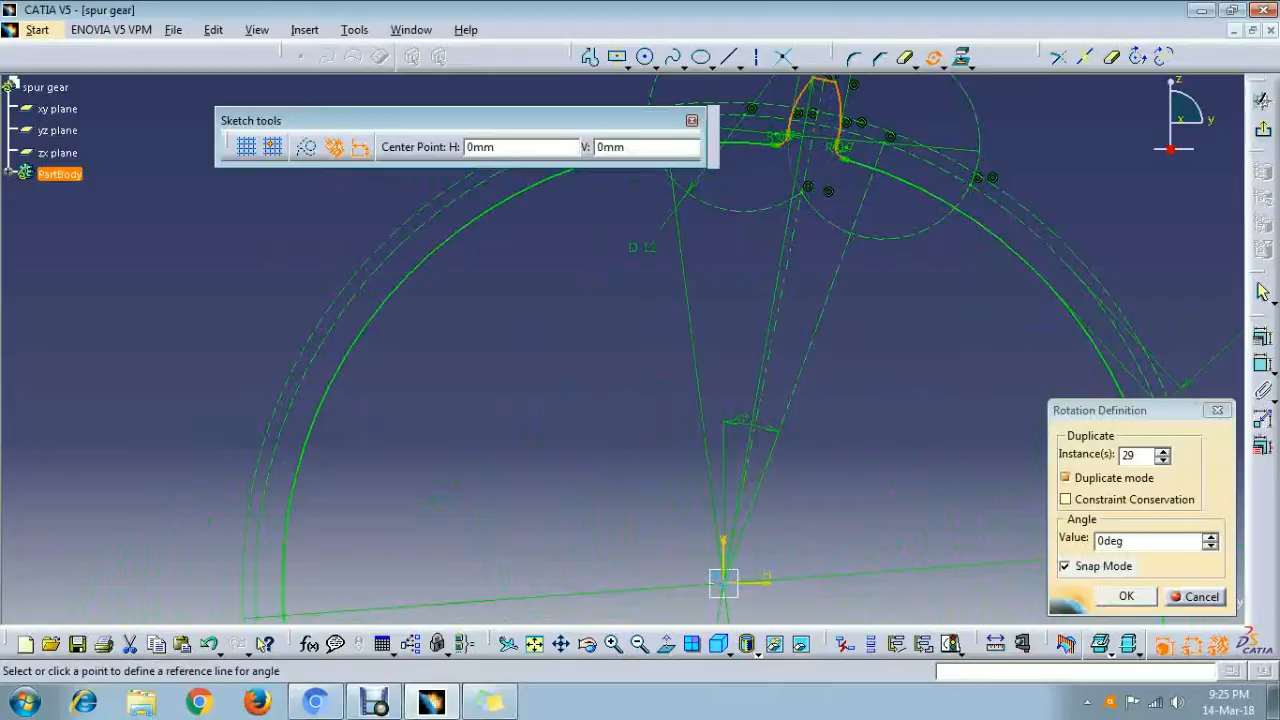 CATIA V5 - [spur gear]
Start ENOVIA V5 VPM File Edit View Insert Tools Window Help
spur gear
xy plane
yz plane
zx plane
PartBody
Sketch tools
Center Point: H: 0mm V: 0mm
z
x
y
D 12
H
Rotation Definition
Duplicate
Instance(s): 29
Duplicate mode
Constraint Conservation
Angle
Value: 0deg
Snap Mode
OK Cancel
f(x)
CATIA
Select or click a point to define a reference line for angle
9:25 PM
14-Mar-18